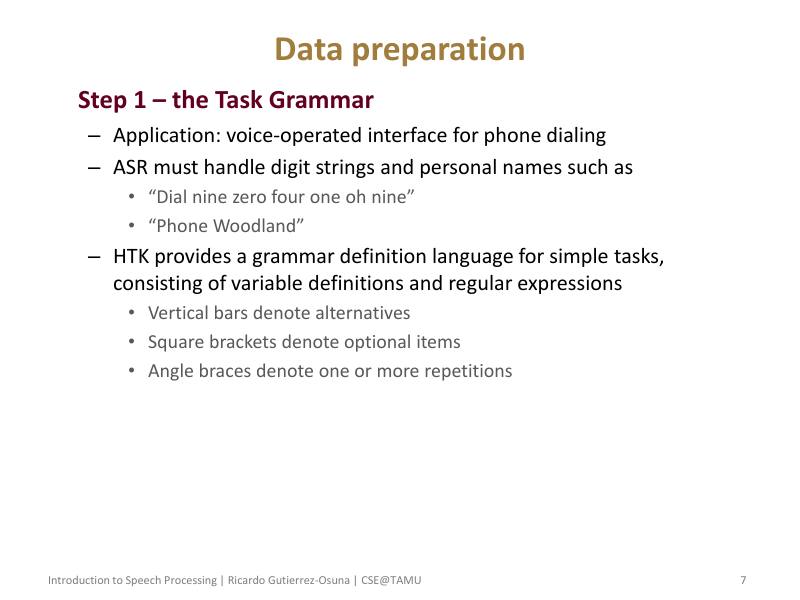 Data preparation
Step 1 – the Task Grammar
– Application: voice-operated interface for phone dialing
– ASR must handle digit strings and personal names such as
• “Dial nine zero four one oh nine”
• “Phone Woodland”
– HTK provides a grammar definition language for simple tasks,
consisting of variable definitions and regular expressions
• Vertical bars denote alternatives
• Square brackets denote optional items
• Angle braces denote one or more repetitions
Introduction to Speech Processing | Ricardo Gutierrez-Osuna | CSE@TAMU
7